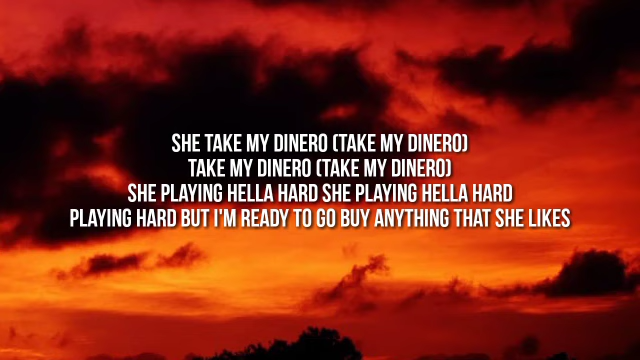 SHE TAKE MY DINERO (TAKE MY DINERO)
TAKE MY DINERO (TAKE MY DINERO)
SHE PLAYING HELLA HARD SHE PLAYING HELLA HARD
PLAYING HARD BUT I'M READY TO GO BUY ANYTHING THAT SHE LIKES